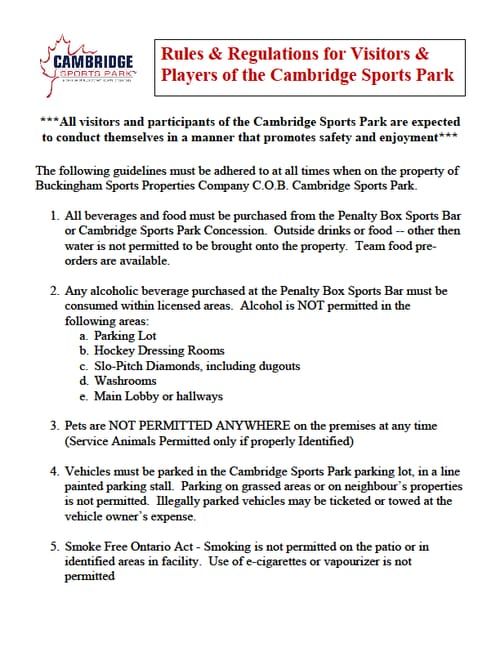 CAMBRIDGE
SPORTS PARK
Rules & Regulations for Visitors &
Players of the Cambridge Sports Park
***All visitors and participants of the Cambridge Sports Park are expected
to conduct themselves in a manner that promotes safety and enjoyment***
The following guidelines must be adhered to at all times when on the property of
Buckingham Sports Properties Company C.O.B. Cambridge Sports Park.
1. All beverages and food must be purchased from the Penalty Box Sports Bar
or Cambridge Sports Park Concession. Outside drinks or food -- other then
water is not permitted to be brought onto the property. Team food pre-
orders are available.
2. Any alcoholic beverage purchased at the Penalty Box Sports Bar must be
consumed within licensed areas. Alcohol is NOT permitted in the
following areas:
a. Parking Lot
b. Hockey Dressing Rooms
c. Slo-Pitch Diamonds, including dugouts
d. Washrooms
e. Main Lobby or hallways
3. Pets are NOT PERMITTED ANYWHERE on the premises at any time
(Service Animals Permitted only if properly Identified)
4. Vehicles must be parked in the Cambridge Sports Park parking lot, in a line
painted parking stall. Parking on grassed areas or on neighbour's properties
is not permitted. Illegally parked vehicles may be ticketed or towed at the
vehicle owner's expense.
5. Smoke Free Ontario Act - Smoking is not permitted on the patio or in
identified areas in facility. Use of e-cigarettes or vapourizer is not
permitted